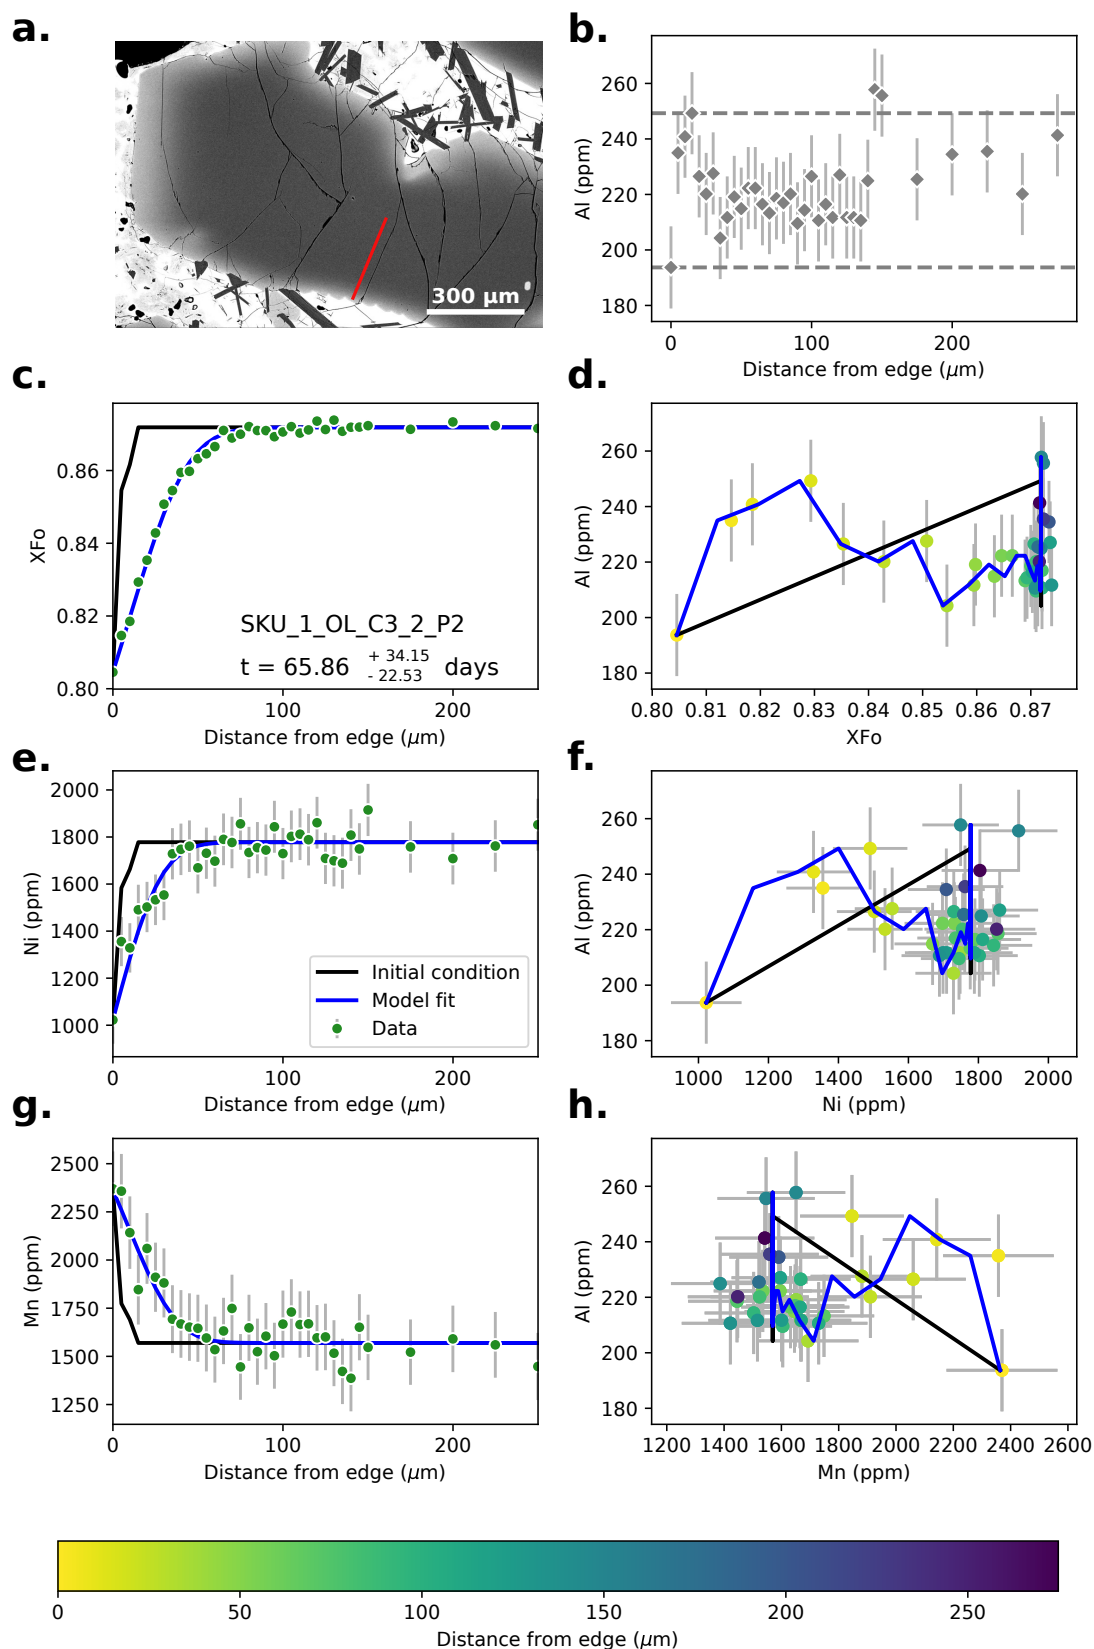 a.
300 µm
b.
260
240
220
200
180
Al (ppm)
0
100
200
Distance from edge (µm)
c.
0.86
0.84
0.82
0.80
XFo
SKU_1_OL_C3_2_P2
t = 65.86 + 34.15 - 22.53 days
0
100
200
Distance from edge (µm)
d.
260
240
220
200
180
Al (ppm)
0.80
0.81
0.82
0.83
0.84
0.85
0.86
0.87
XFo
e.
2000
1800
1600
1400
1200
1000
Ni (ppm)
Initial condition
Model fit
Data
0
100
200
Distance from edge (µm)
f.
260
240
220
200
180
Al (ppm)
1000
1200
1400
1600
1800
2000
Ni (ppm)
g.
2500
2250
2000
1750
1500
1250
Mn (ppm)
0
100
200
Distance from edge (µm)
h.
260
240
220
200
180
Al (ppm)
1200
1400
1600
1800
2000
2200
2400
2600
Mn (ppm)
0
50
100
150
200
250
Distance from edge (µm)